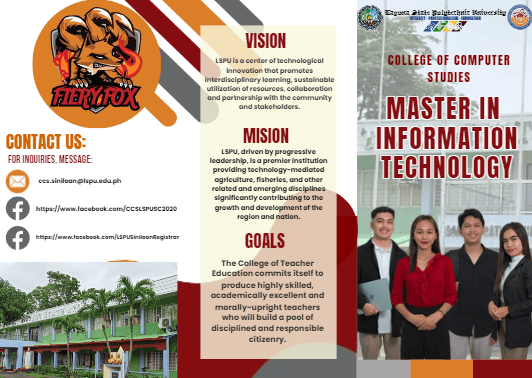 FIERYFOX
CONTACT US:
FOR INQUIRIES, MESSAGE:
ccs.siniloan@lspu.edu.ph
https://www.facebook.com/CCSLSPUSC2020
https://www.facebook.com/LSPUSiniloanRegistrar
VISION
LSPU is a center of technological
innovation that promotes
interdisciplinary learning, sustainable
utilization of resources, collaboration
and partnership with the community
and stakeholders.
MISION
LSPU, driven by progressive
leadership, is a premier institution
providing technology-mediated
agriculture, fisheries, and other
related and emerging disciplines
significantly contributing to the
growth and development of the
region and nation.
GOALS
The College of Teacher
Education commits itself to
produce highly skilled,
academically excellent and
morally-upright teachers
who will build a pool of
disciplined and responsible
citizenry.
Laguna State Polytechnic University
INTEGRITY • PROFESSIONALISM • INNOVATION
COLLEGE OF COMPUTER
STUDIES
MASTER IN
INFORMATION
TECHNOLOGY